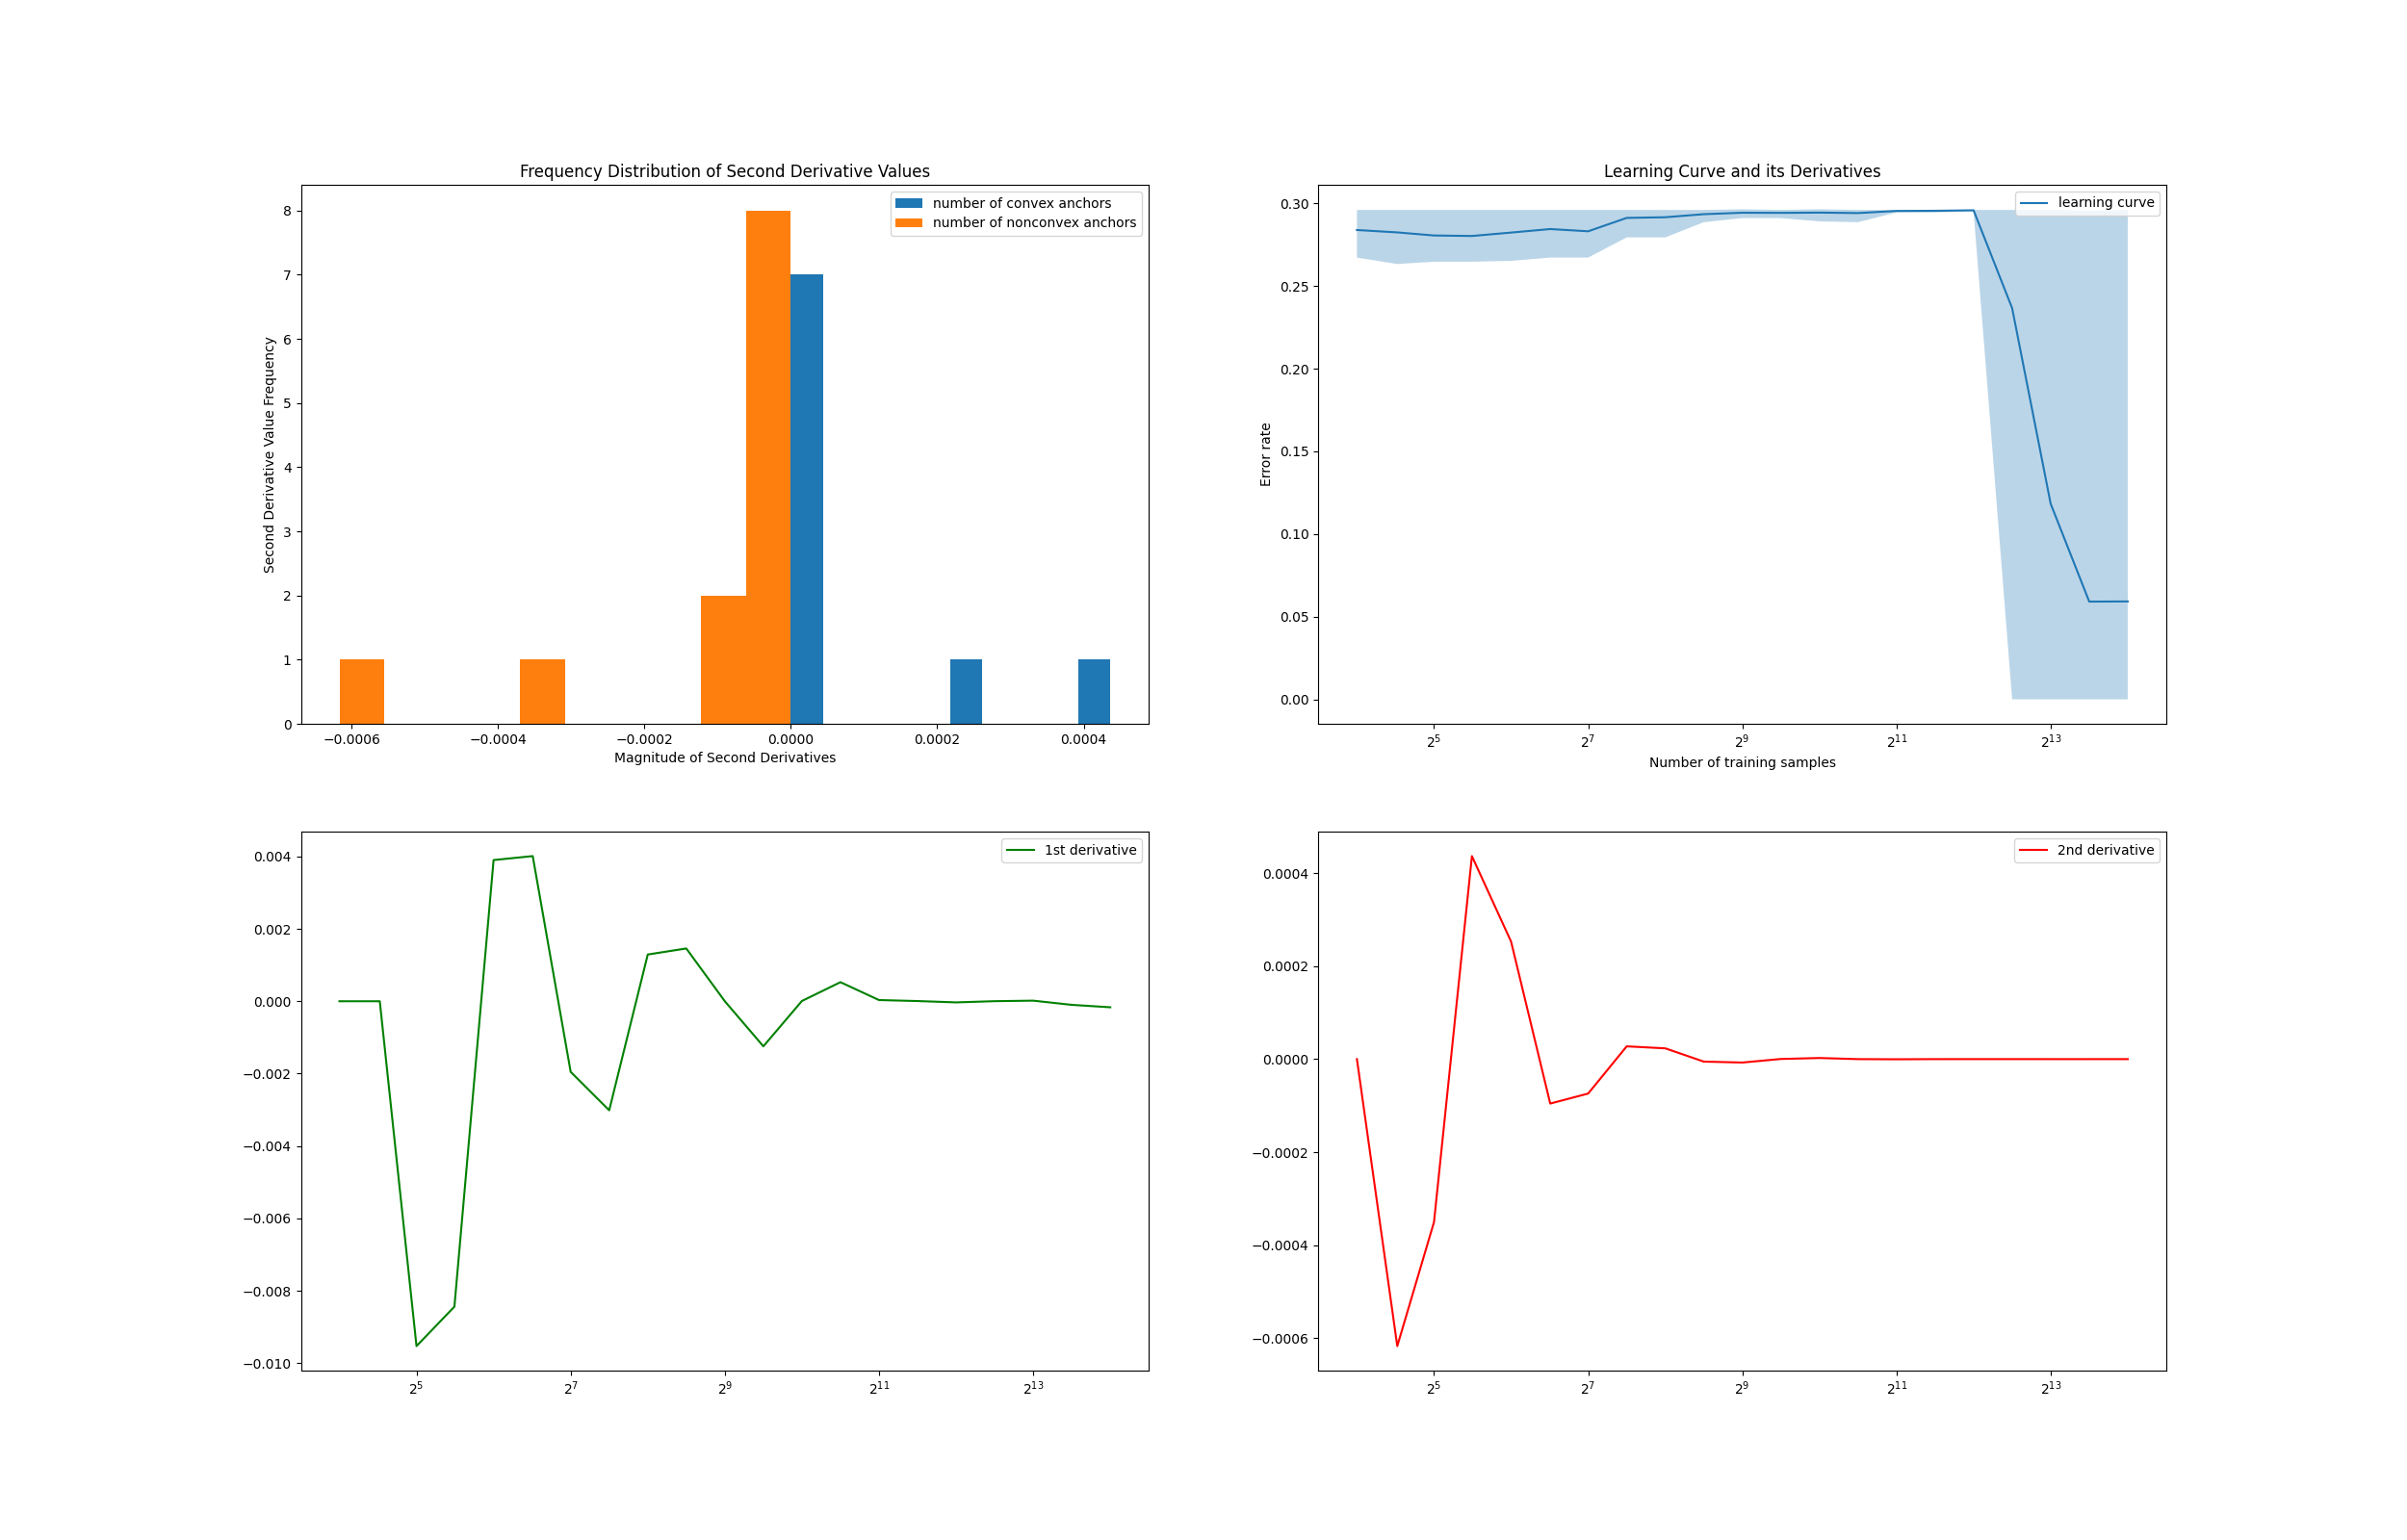 Frequency Distribution of Second Derivative Values
number of convex anchors
number of nonconvex anchors
8
7
6
5
4
3
2
1
0
Second Derivative Value Frequency
−0.0006 −0.0004 −0.0002 0.0000 0.0002 0.0004
Magnitude of Second Derivatives
Learning Curve and its Derivatives
learning curve
0.30
0.25
0.20
0.15
0.10
0.05
0.00
Error rate
2^5 2^7 2^9 2^11 2^13
Number of training samples
1st derivative
0.004
0.002
0.000
−0.002
−0.004
−0.006
−0.008
−0.010
2^5 2^7 2^9 2^11 2^13
2nd derivative
0.0004
0.0002
0.0000
−0.0002
−0.0004
−0.0006
2^5 2^7 2^9 2^11 2^13